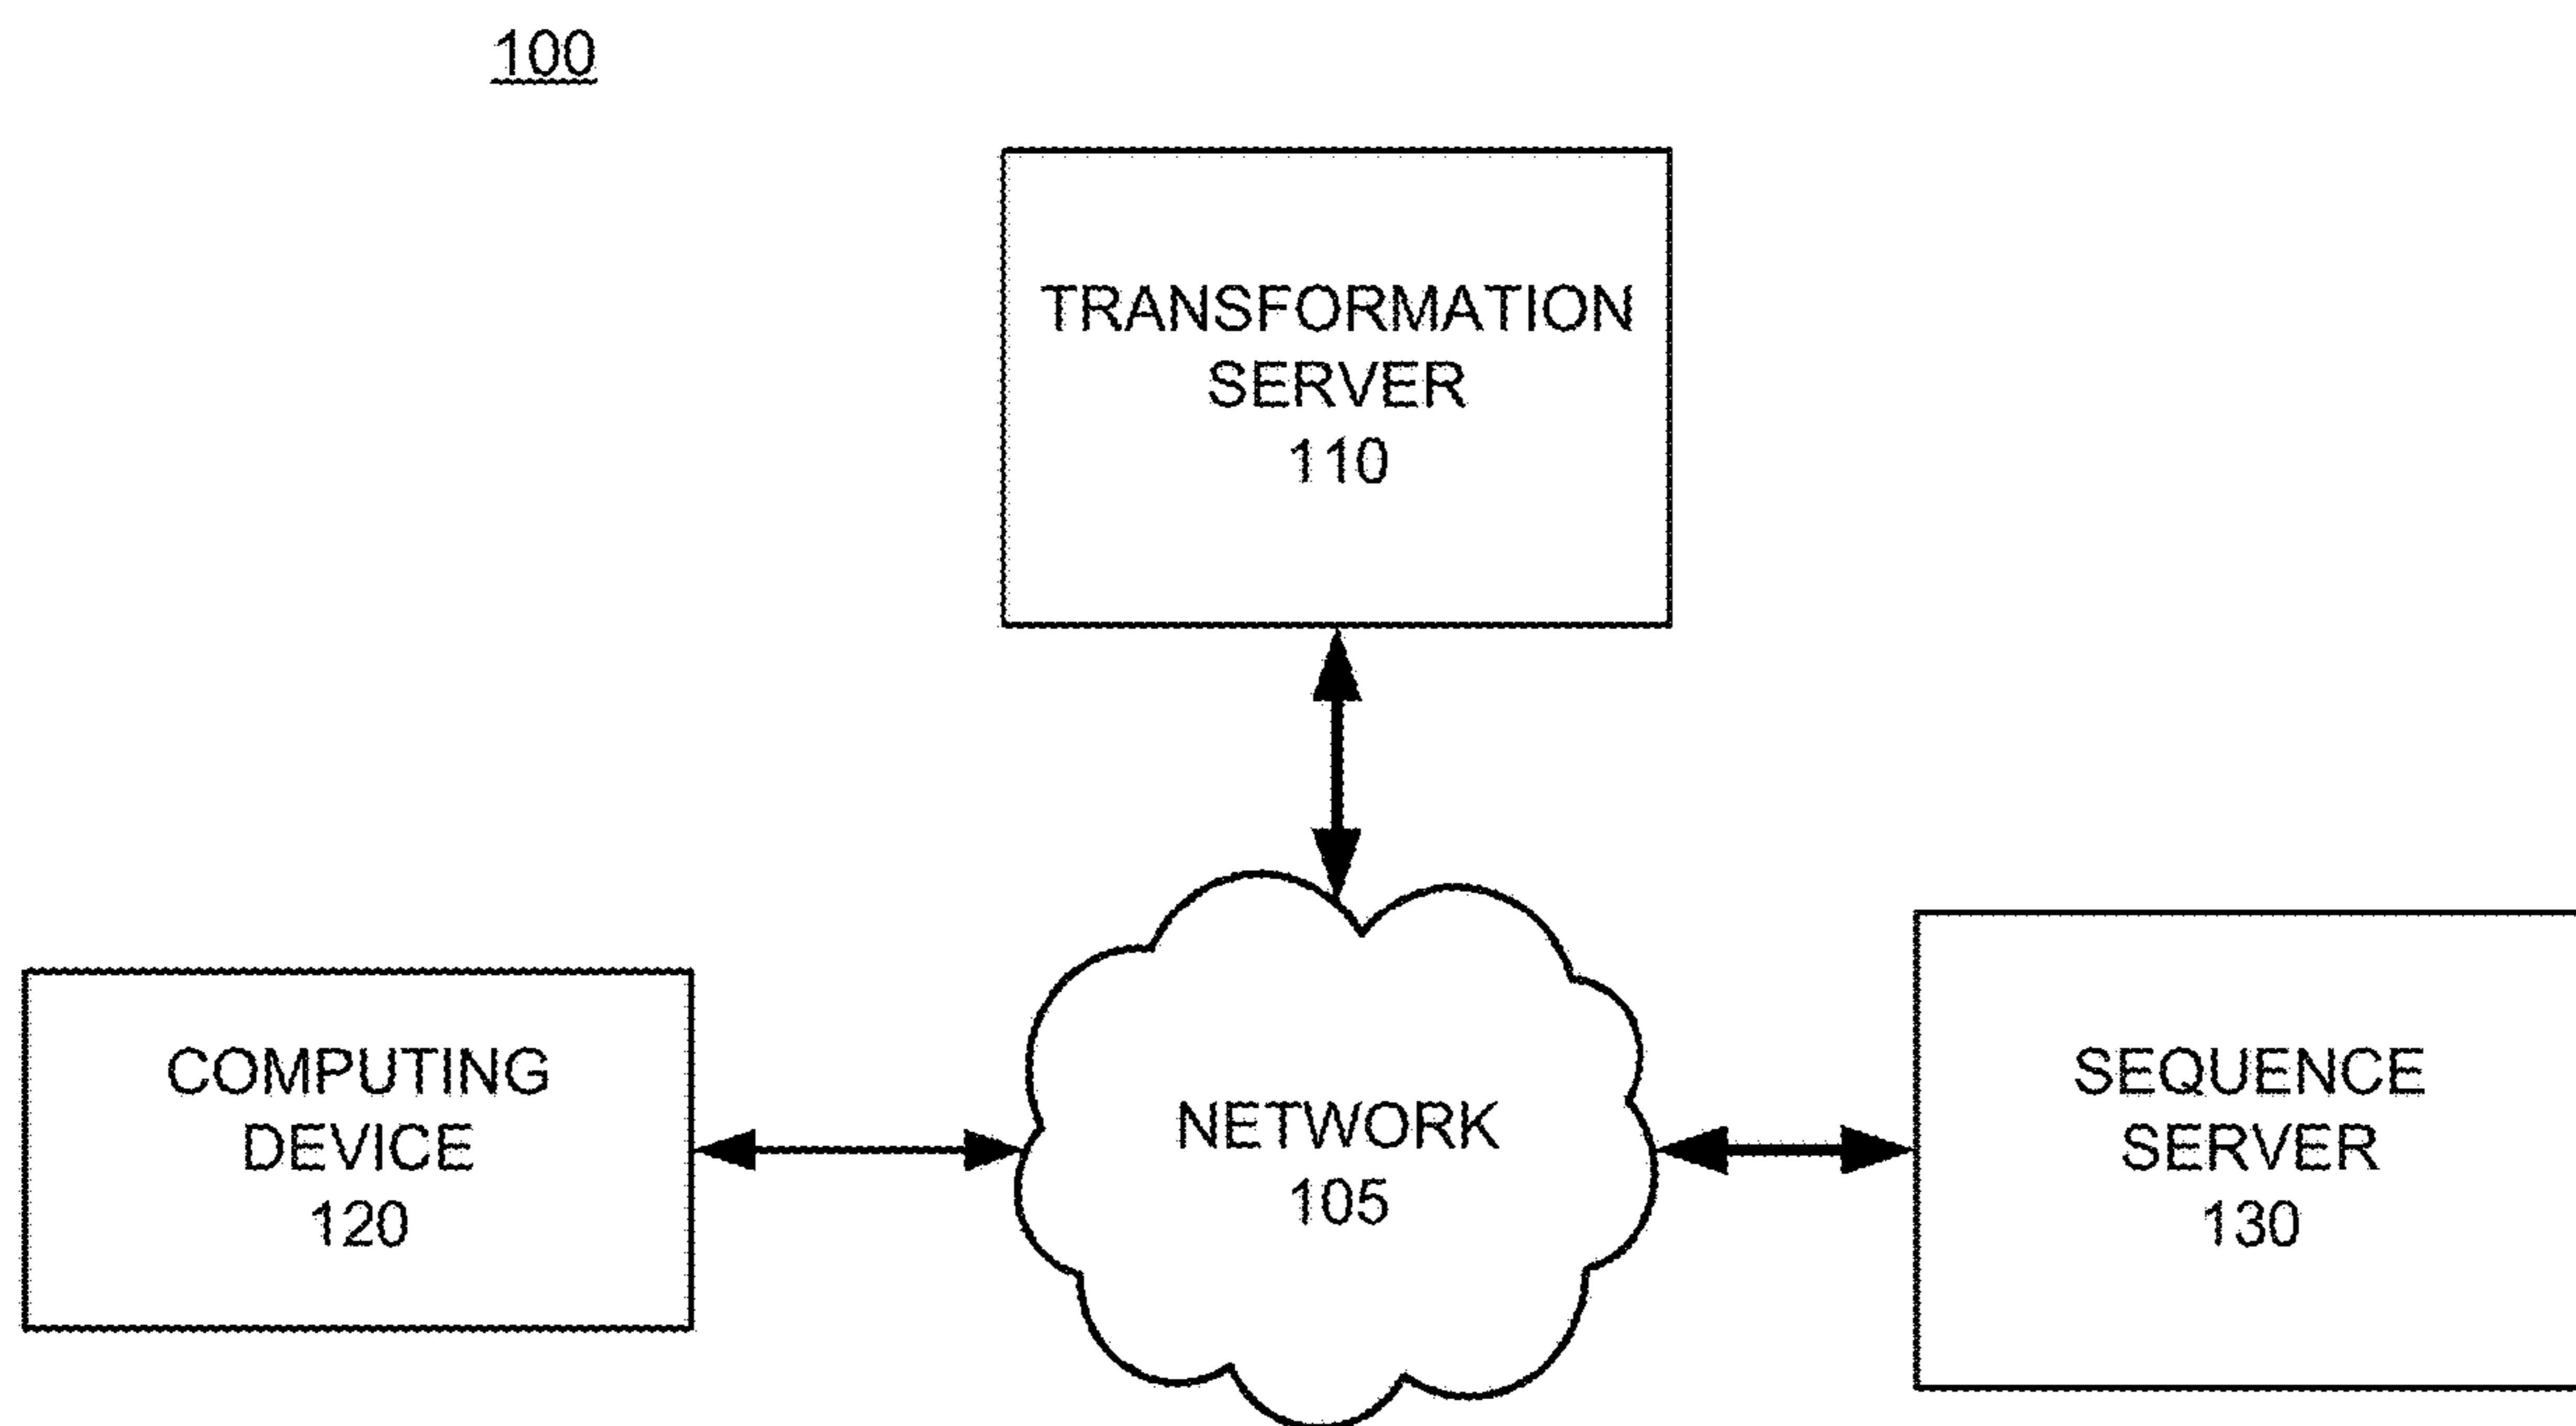 100
TRANSFORMATION
SERVER
110
COMPUTING
DEVICE
120
NETWORK
105
SEQUENCE
SERVER
130